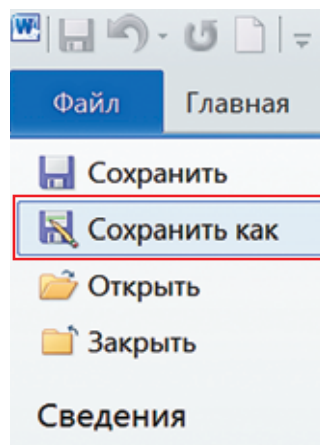 W
Файл Главная
Сохранить
Сохранить как
Открыть
Закрыть
Сведения